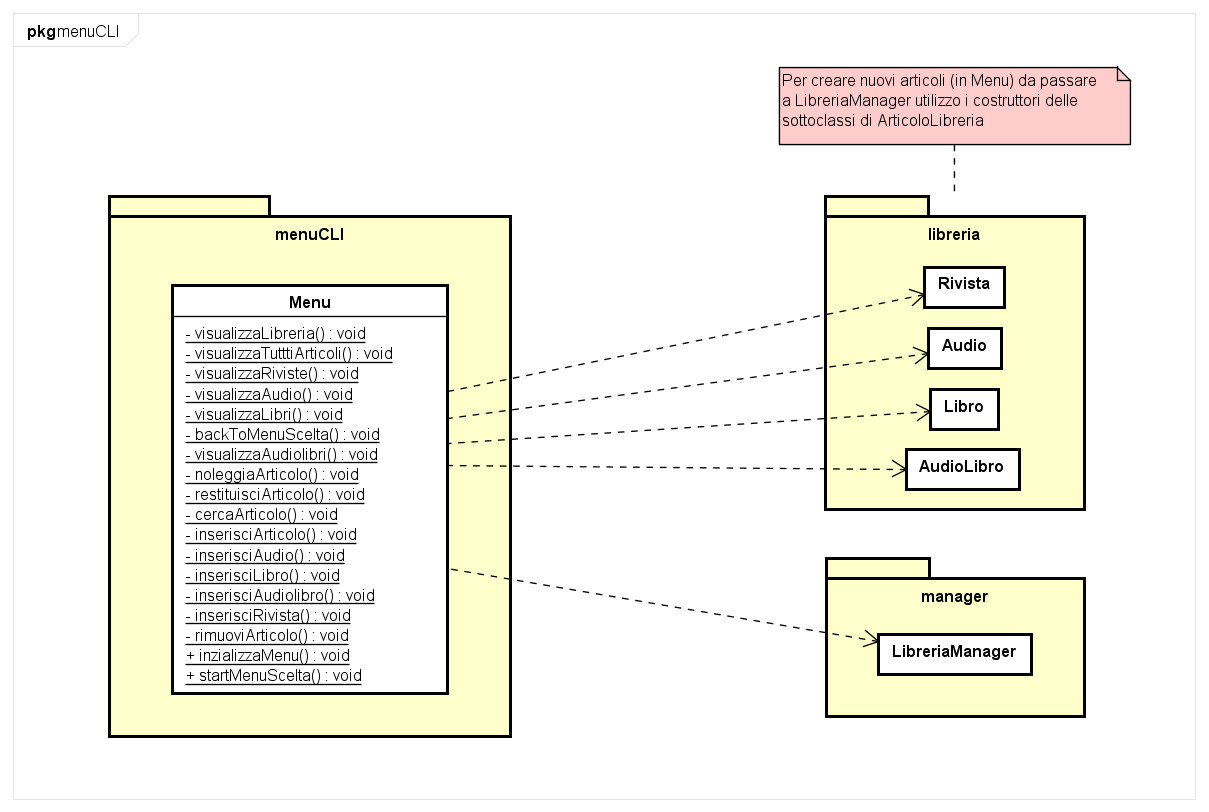 pkg menuCLI
Per creare nuovi articoli (in Menu) da passare
a LibreriaManager utilizzo i costruttori delle
sottoclassi di ArticoloLibreria
menuCLI
Menu
- visualizzaLibreria() : void
- visualizzaTutttiArticoli() : void
- visualizzaRiviste() : void
- visualizzaAudio() : void
- visualizzaLibri() : void
- backToMenuScelta() : void
- visualizzaAudiolibri() : void
- noleggiaArticolo() : void
- restituisciArticolo() : void
- cercaArticolo() : void
- inserisciArticolo() : void
- inserisciAudio() : void
- inserisciLibro() : void
- inserisciAudiolibro() : void
- inserisciRivista() : void
- rimuoviArticolo() : void
+ inzializzaMenu() : void
+ startMenuScelta() : void
libreria
Rivista
Audio
Libro
AudioLibro
manager
LibreriaManager